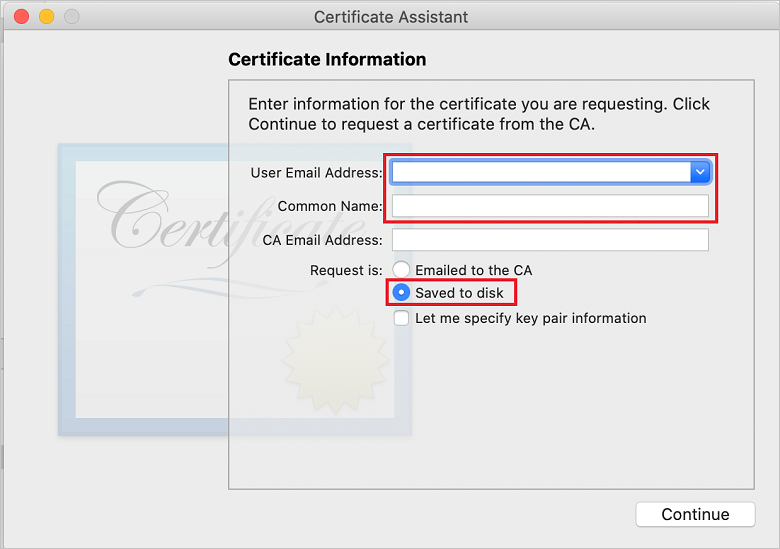 Certificate Assistant
Certificate Information
Enter information for the certificate you are requesting. Click
Continue to request a certificate from the CA.
User Email Address:
Common Name:
Certificate
CA Email Address:
Request is:
Emailed to the CA
Saved to disk
Let me specify key pair information
Continue